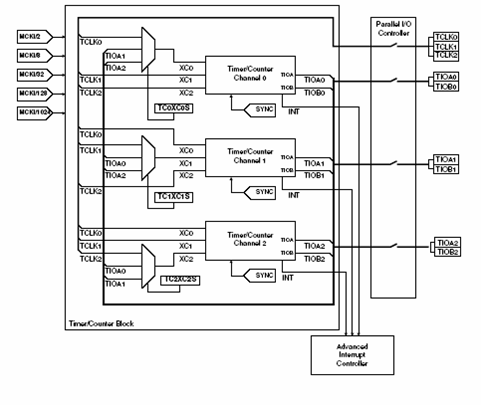 MCKI/2
MCKI/8
MCKI/32
MCKI/128
MCKI/1024
TCLK0
TIOA1
TIOA2
XC0
TCLK1
XC1
TCLK2
XC2
TC0XC0S
Timer/Counter
Channel 0
TIOA
TIOB
TIOA0
TIOB0
SYNC
INT
TCLK0
TCLK1
XC0
TIOA0
XC1
TIOA2
TCLK2
XC2
TC1XC1S
Timer/Counter
Channel 1
TIOA
TIOB
TIOA1
TIOB1
SYNC
INT
TCLK0
XC0
TCLK1
XC1
TCLK2
XC2
TIOA0
TIOA1
TC2XC2S
Timer/Counter
Channel 2
TIOA
TIOB
TIOA2
TIOB2
SYNC
INT
Timer/Counter Block
Parallel I/O
Controller
TCLK0
TCLK1
TCLK2
TIOA0
TIOB0
TIOA1
TIOB1
TIOA2
TIOB2
Advanced
Interrupt
Controller